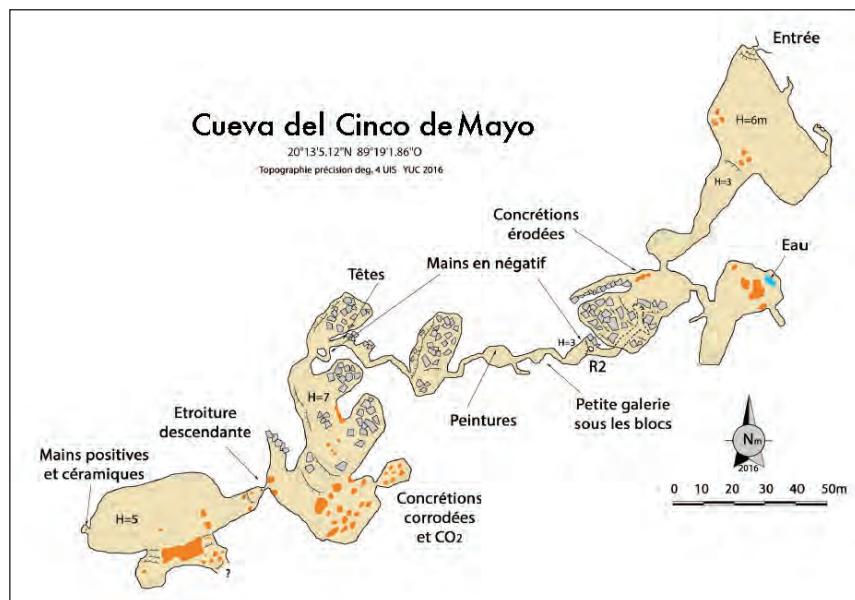 Entrée
Cueva del Cinco de Mayo
20°13'5.12"N 89°19'1.86"O
Topographie précision deg. 4 UIS YUC 2016
H=6m
H=3
Concrétions
érodées
Eau
Mains en négatif
Têtes
H=3
R2
H=7
Peintures
Petite galerie
sous les blocs
Etroiture
descendante
Nm
2016
Mains positives
et céramiques
H=5
Concrétions
corrodées
et CO2
0 10 20 30 40 50m
?